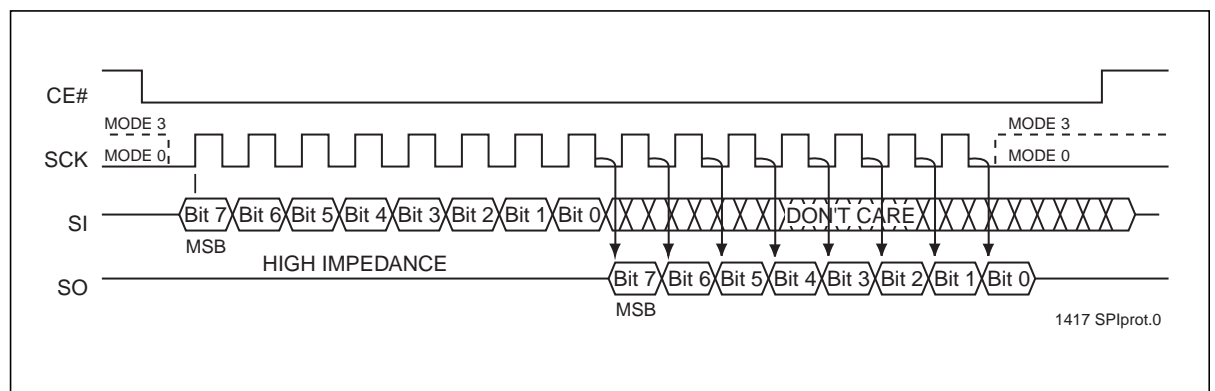 CE#
MODE 3 MODE 3
SCK MODE 0 MODE 0
SI Bit 7 Bit 6 Bit 5 Bit 4 Bit 3 Bit 2 Bit 1 Bit 0 DON'T CARE
MSB
HIGH IMPEDANCE
SO Bit 7 Bit 6 Bit 5 Bit 4 Bit 3 Bit 2 Bit 1 Bit 0
MSB
1417 SPIprot.0